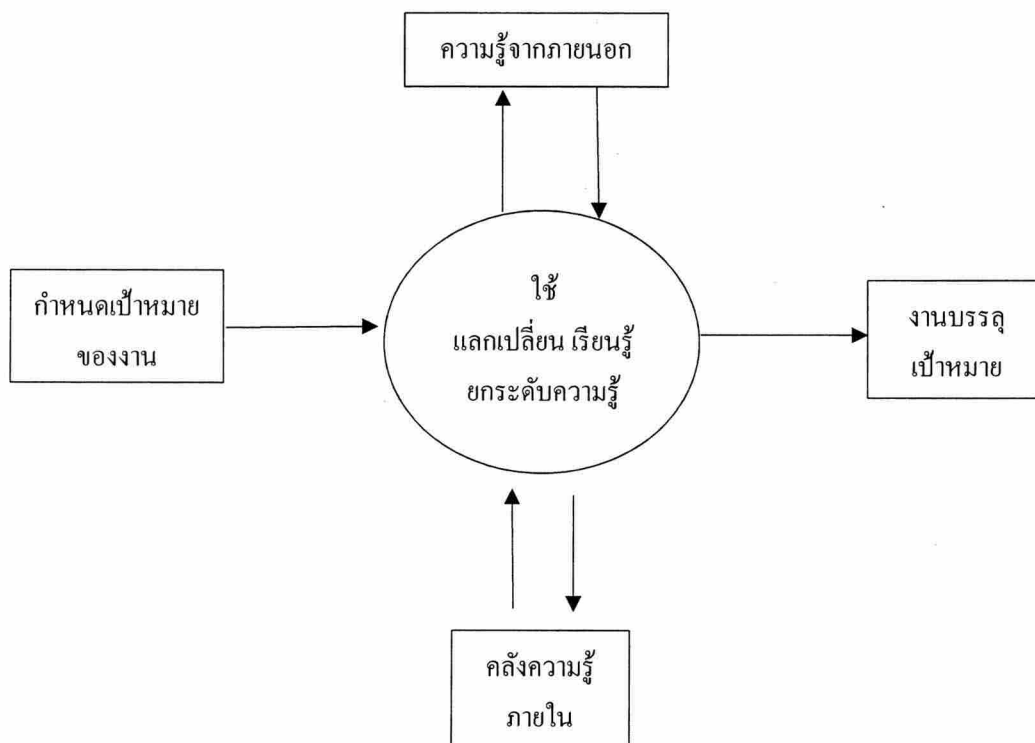 ความรู้จากภายนอก
กำหนดเป้าหมาย
ของงาน
ใช้
แลกเปลี่ยน เรียนรู้
ยกระดับความรู้
งานบรรลุ
เป้าหมาย
คลังความรู้
ภายใน